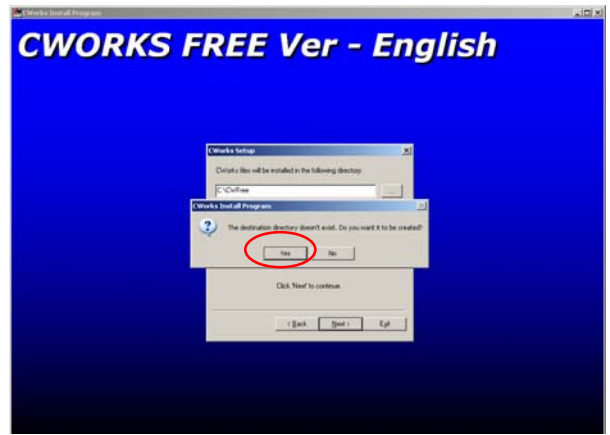 CWorks Install Program
CWORKS FREE Ver - English
CWorks Setup
CWorks files will be installed in the following directory
C:\CWFree
...
CWorks Install Program
The destination directory doesn't exist. Do you want it to be created?
Yes No
Click 'Next' to continue.
< Back Next > Exit